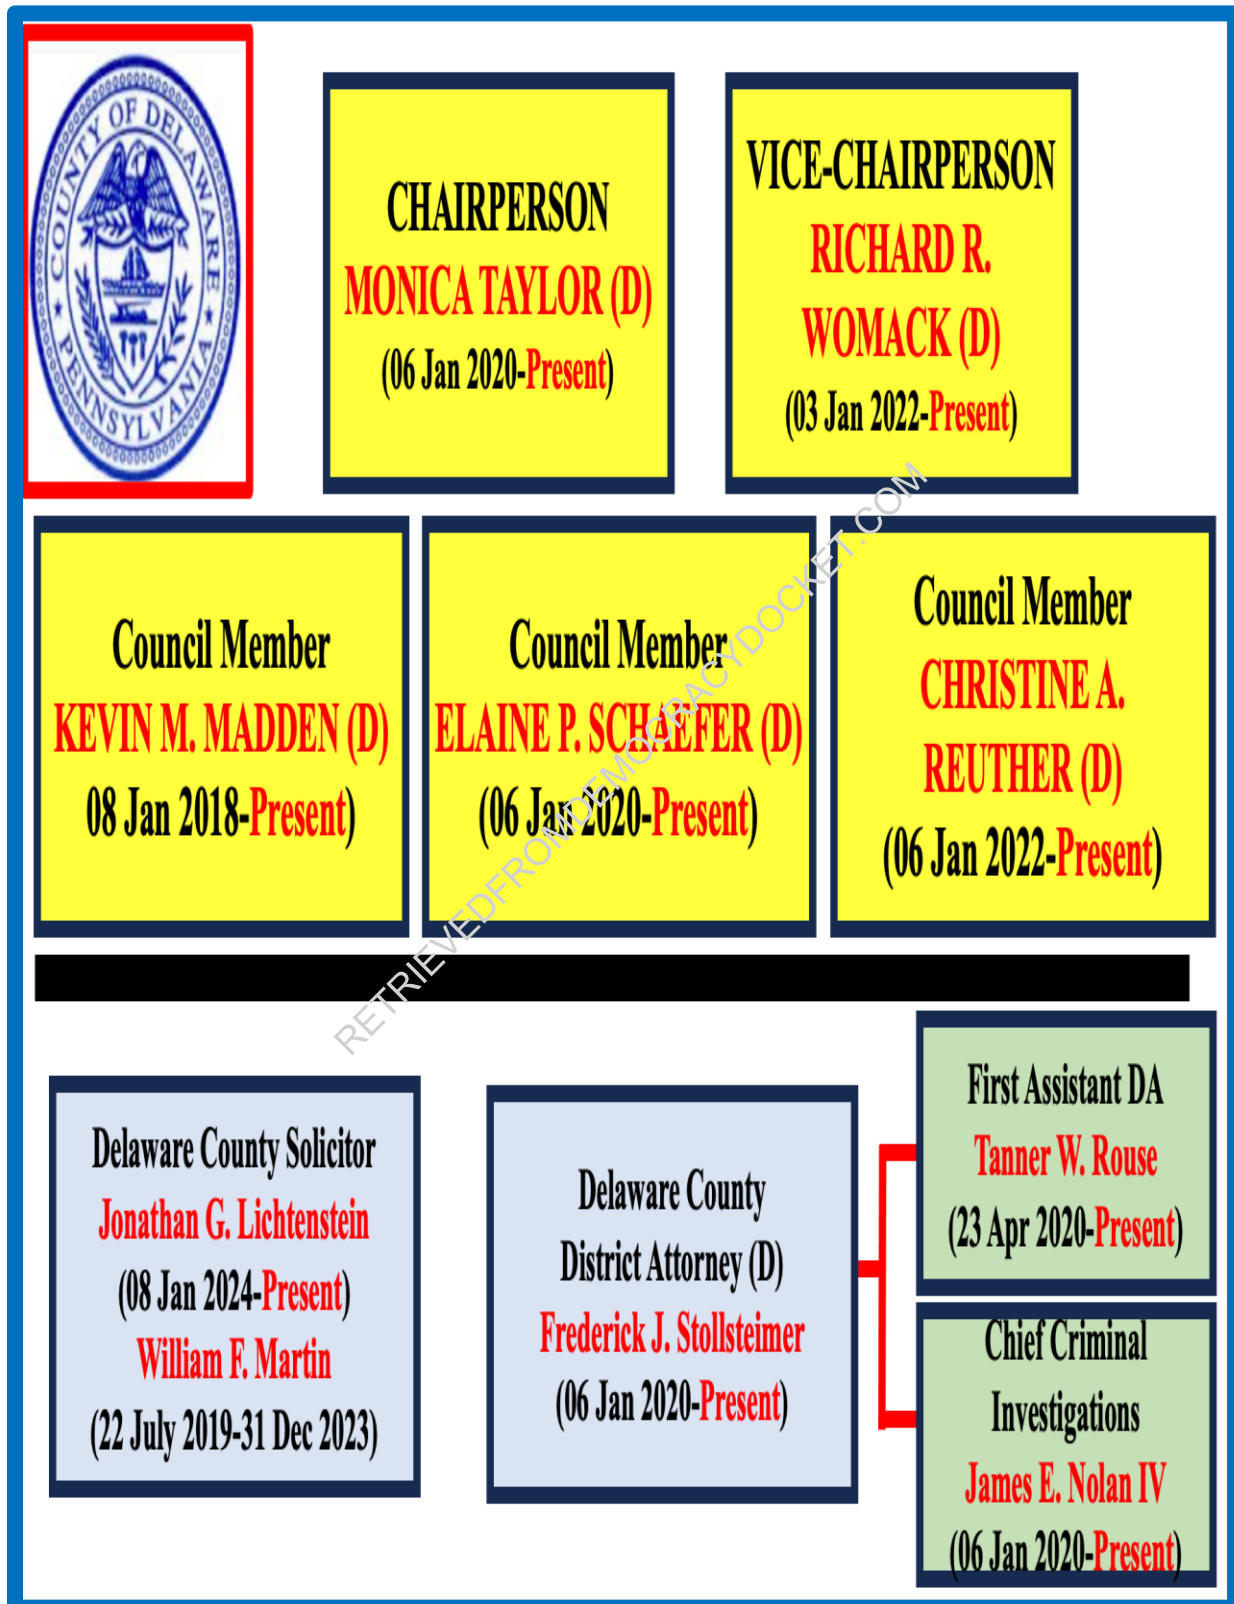 COUNTY OF DELAWARE
PENNSYLVANIA
CHAIRPERSON
MONICA TAYLOR (D)
(06 Jan 2020-Present)
VICE-CHAIRPERSON
RICHARD R.
WOMACK (D)
(03 Jan 2022-Present)
Council Member
KEVIN M. MADDEN (D)
08 Jan 2018-Present)
Council Member
ELAINE P. SCHAEFER (D)
(06 Jan 2020-Present)
Council Member
CHRISTINE A.
REUTHER (D)
(06 Jan 2022-Present)
RETRIEVEDFROMDEMOCRACYDOCKET.COM
Delaware County Solicitor
Jonathan G. Lichtenstein
(08 Jan 2024-Present)
William F. Martin
(22 July 2019-31 Dec 2023)
Delaware County
District Attorney (D)
Frederick J. Stollsteimer
(06 Jan 2020-Present)
First Assistant DA
Tanner W. Rouse
(23 Apr 2020-Present)
Chief Criminal
Investigations
James E. Nolan IV
(06 Jan 2020-Present)